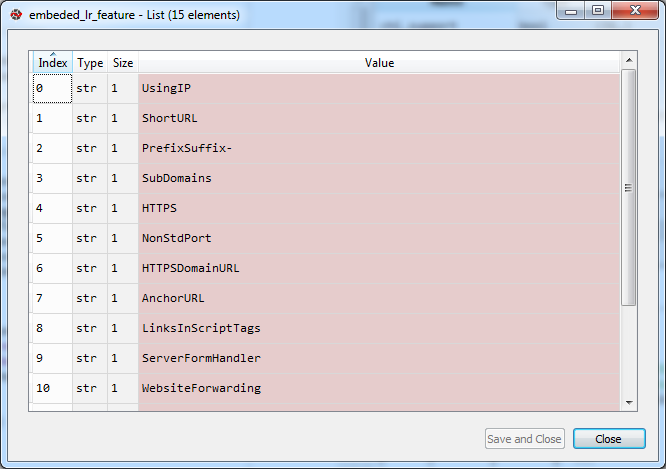 embeded_lr_feature - List (15 elements)
Index Type Size Value
0 str 1 UsingIP
1 str 1 ShortURL
2 str 1 PrefixSuffix-
3 str 1 SubDomains
4 str 1 HTTPS
5 str 1 NonStdPort
6 str 1 HTTPSDomainURL
7 str 1 AnchorURL
8 str 1 LinksInScriptTags
9 str 1 ServerFormHandler
10 str 1 WebsiteForwarding
Save and Close Close